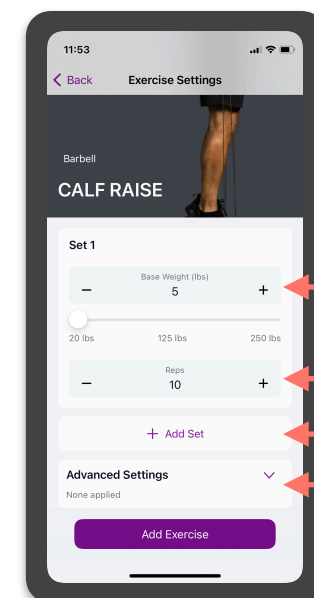 11:53
Back Exercise Settings
Barbell
CALF RAISE
Set 1
Base Weight (lbs)
− 5 +
20 lbs 125 lbs 250 lbs
Reps
− 10 +
+ Add Set
Advanced Settings
None applied
Add Exercise